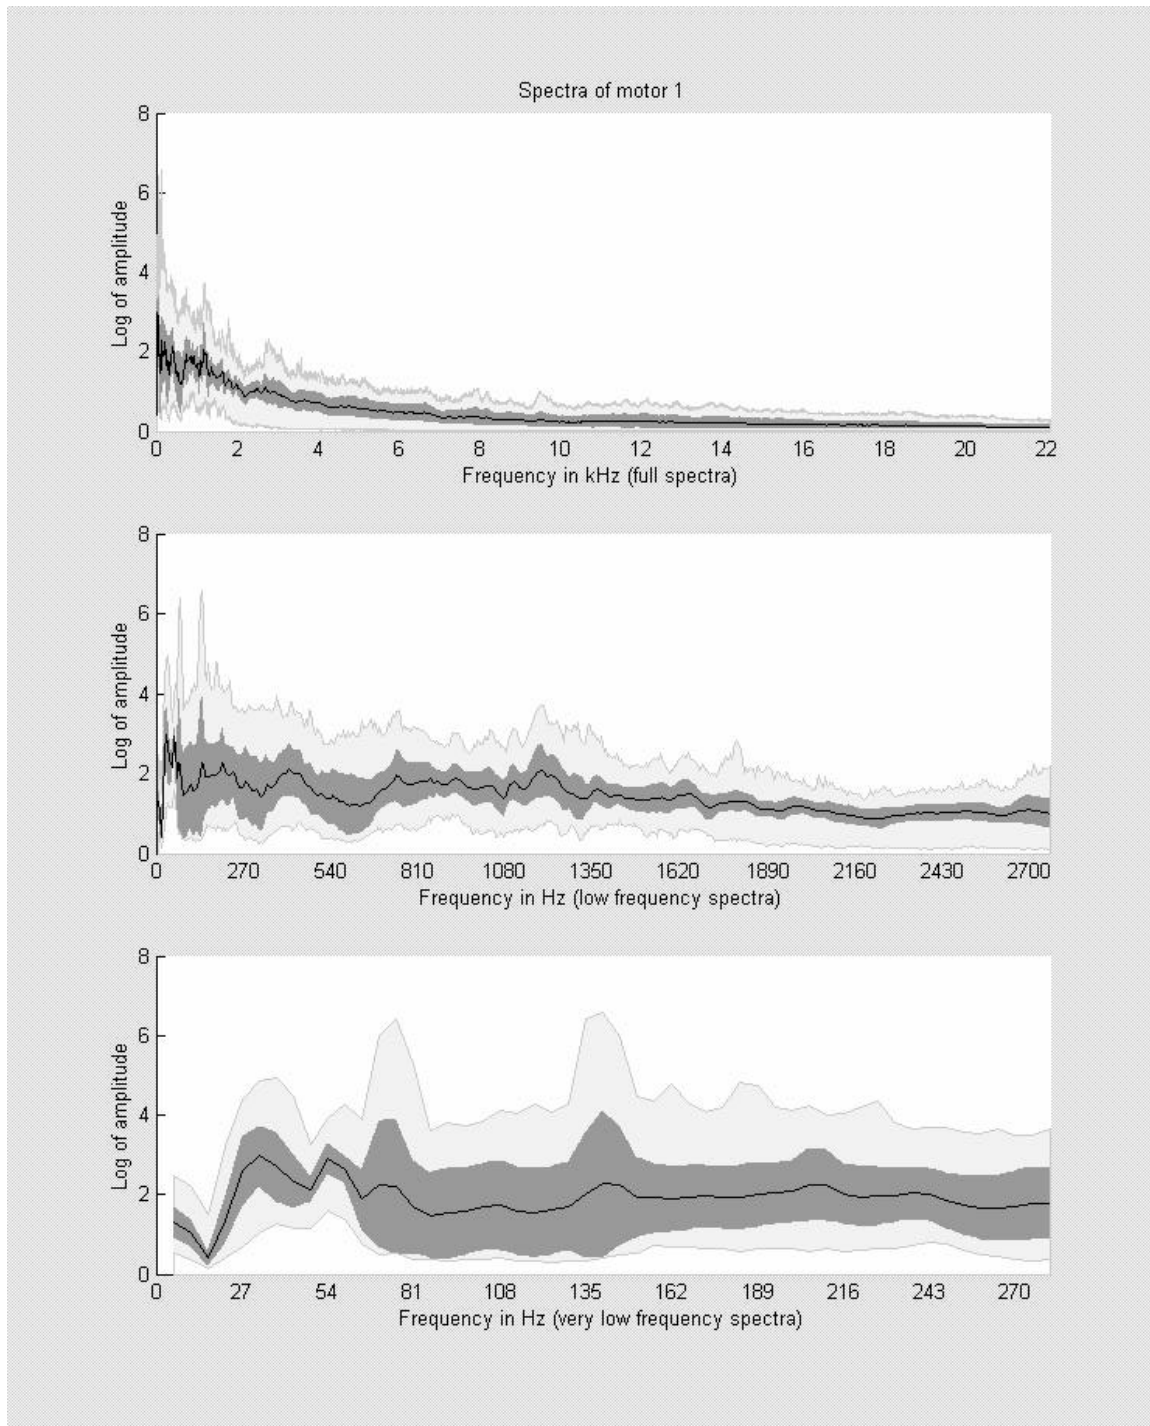 Spectra of motor 1
8
6
4
2
0
Log of amplitude
0 2 4 6 8 10 12 14 16 18 20 22
Frequency in kHz (full spectra)
8
6
4
2
0
Log of amplitude
0 270 540 810 1080 1350 1620 1890 2160 2430 2700
Frequency in Hz (low frequency spectra)
8
6
4
2
0
Log of amplitude
0 27 54 81 108 135 162 189 216 243 270
Frequency in Hz (very low frequency spectra)